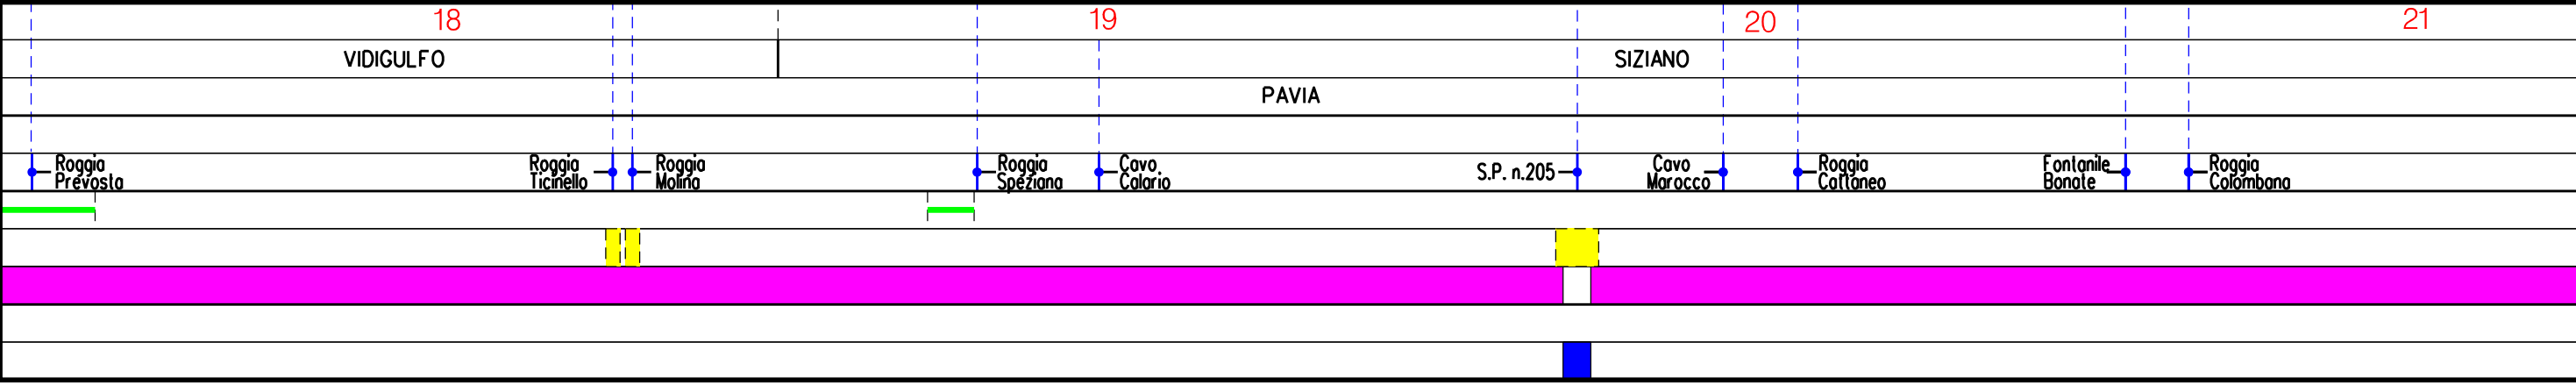 18 19 20 21
VIDIGULFO SIZIANO
PAVIA
Roggia Roggia Roggia Roggia Cavo S.P. n.205 Cavo Roggia Fontanile Roggia
Prevosta Ticinello Molina Speziana Calario Marocco Cattaneo Bonate Colombana